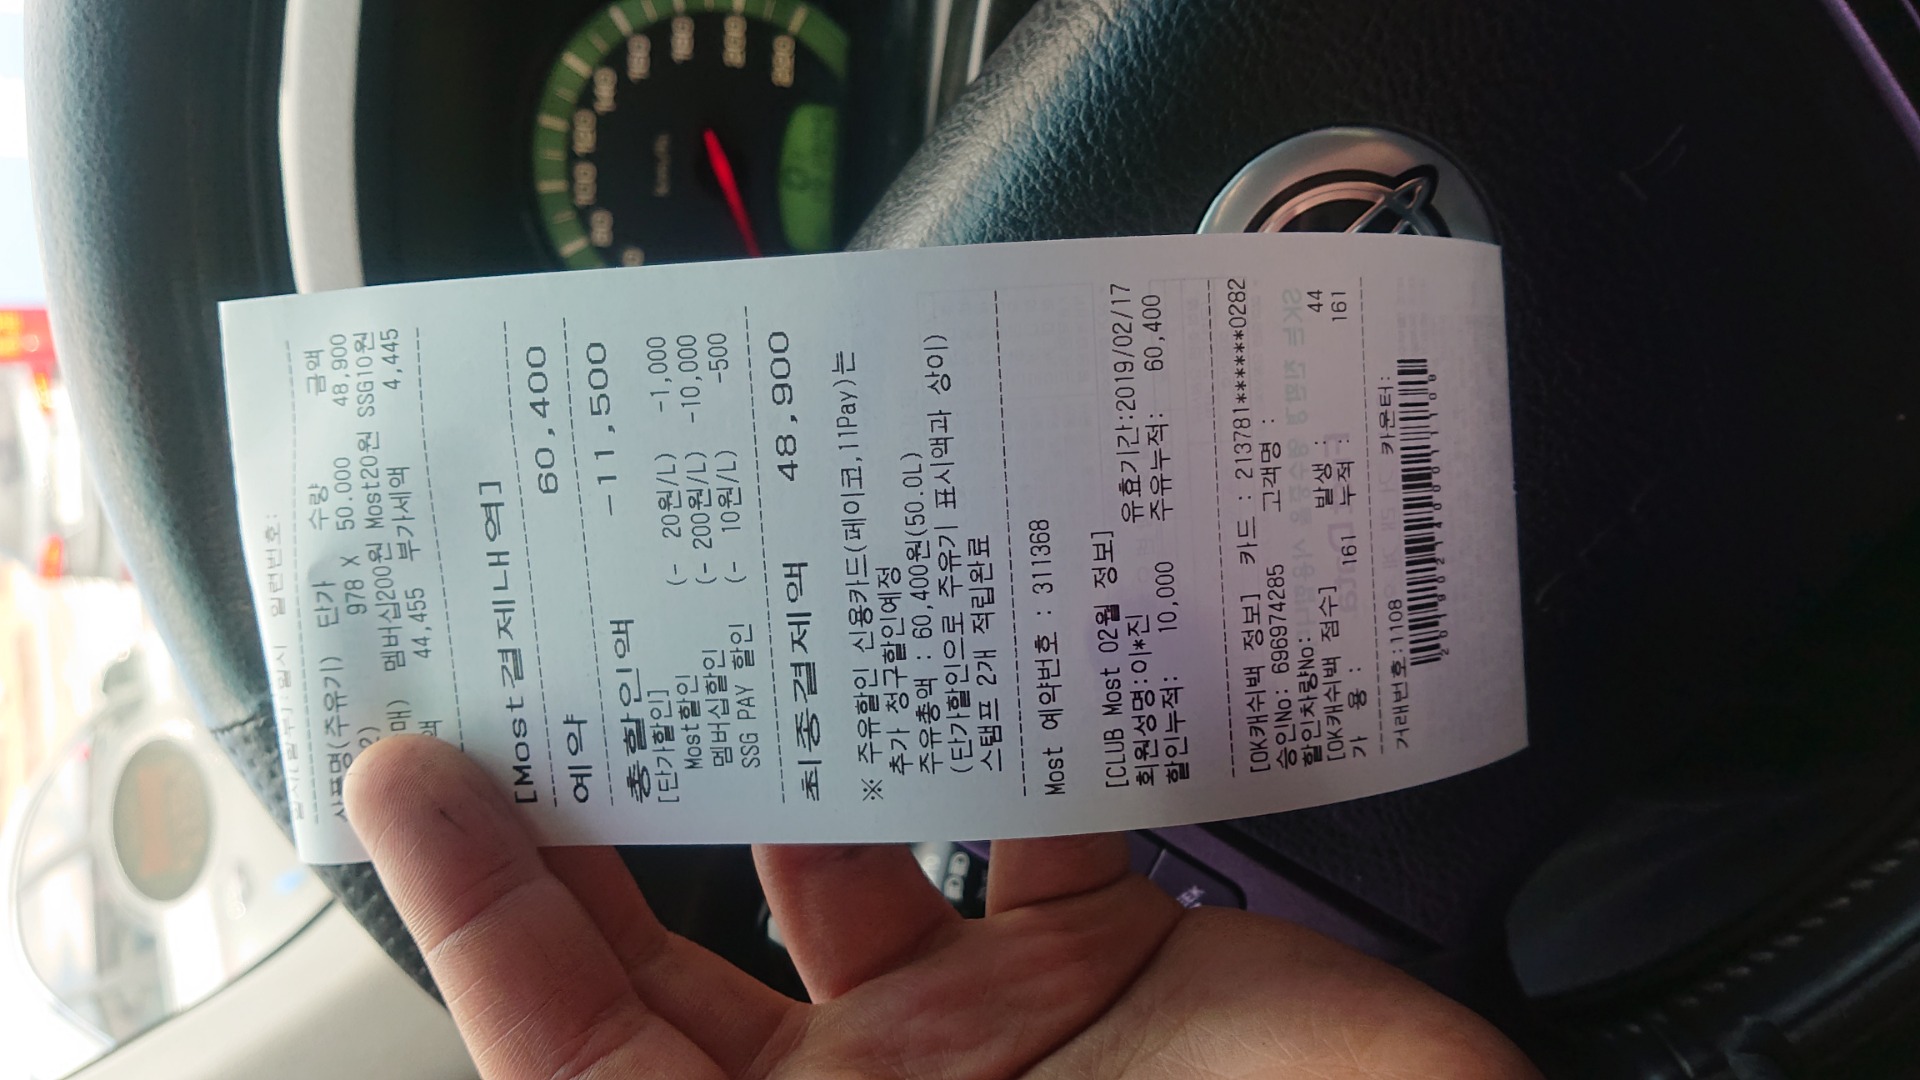 일련번호:
단가 수량 금액
978 X 50.000 48,900
멤버십200원 Most20원 SSG10원
44,455 부가세액 4,445
[Most결제내역]
예약 60,400
총할인액 -11,500
[단가할인]
Most할인 (- 20원/L) -1,000
멤버십할인 (- 200원/L) -10,000
SSG PAY 할인 (- 10원/L) -500
최종결제액 48,900
※ 주유할인 신용카드(페이코,11Pay)는
추가 청구할인예정
주유총액 : 60,400원(50.0L)
(단가할인으로 주유기 표시액과 상이)
스탬프 2개 적립완료
Most 예약번호 : 311368
[CLUB Most 02월 정보]
회원성명:이*진 유효기간:2019/02/17
할인누적: 10,000 주유누적: 60,400
[OK캐쉬백 정보] 카드 : 213781******0282
승인No: 696974285 고객명 :
할인차량No:
[OK캐쉬백 점수] 발생 : 44
가 용 : 161 누적 : 161
거래번호:1108 카운터: